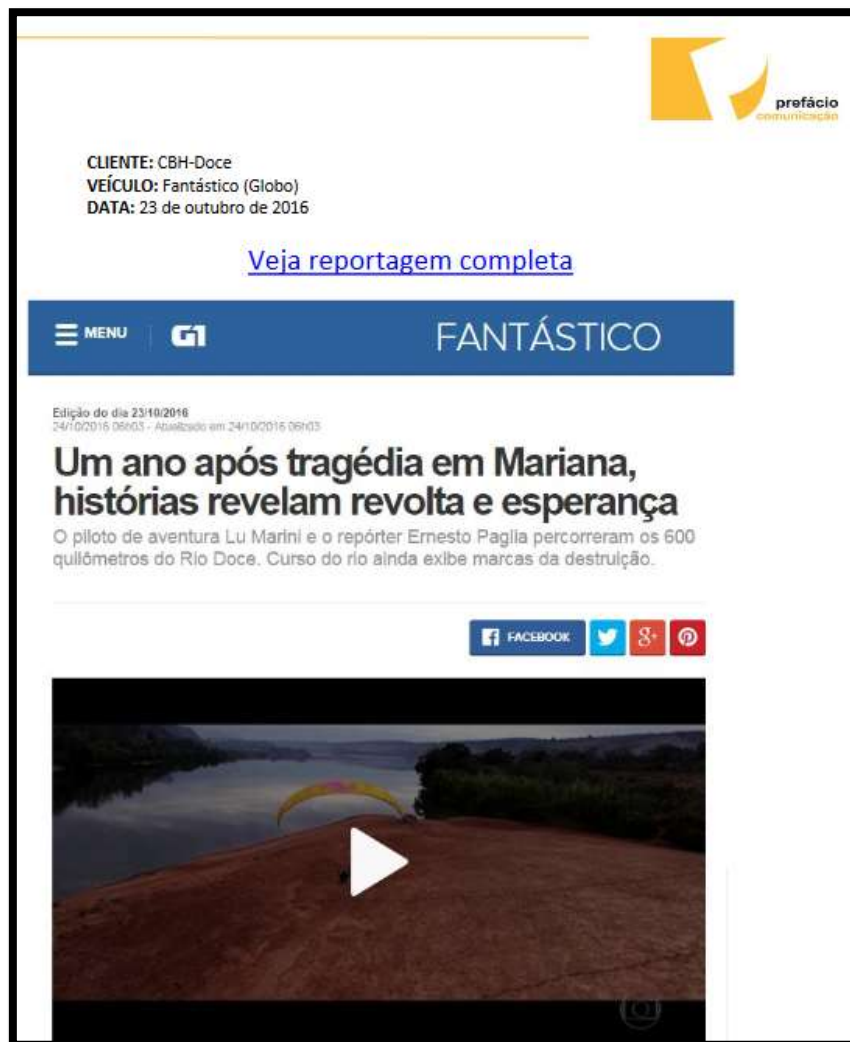 prefácio
comunicação
CLIENTE: CBH-Doce
VEÍCULO: Fantástico (Globo)
DATA: 23 de outubro de 2016
Veja reportagem completa
MENU G1 FANTÁSTICO
Edição do dia 23/10/2016
24/10/2016 06h03 - Atualizado em 24/10/2016 06h03
Um ano após tragédia em Mariana,
histórias revelam revolta e esperança
O piloto de aventura Lu Marini e o repórter Ernesto Paglia percorreram os 600
quilômetros do Rio Doce. Curso do rio ainda exibe marcas da destruição.
FACEBOOK 8+